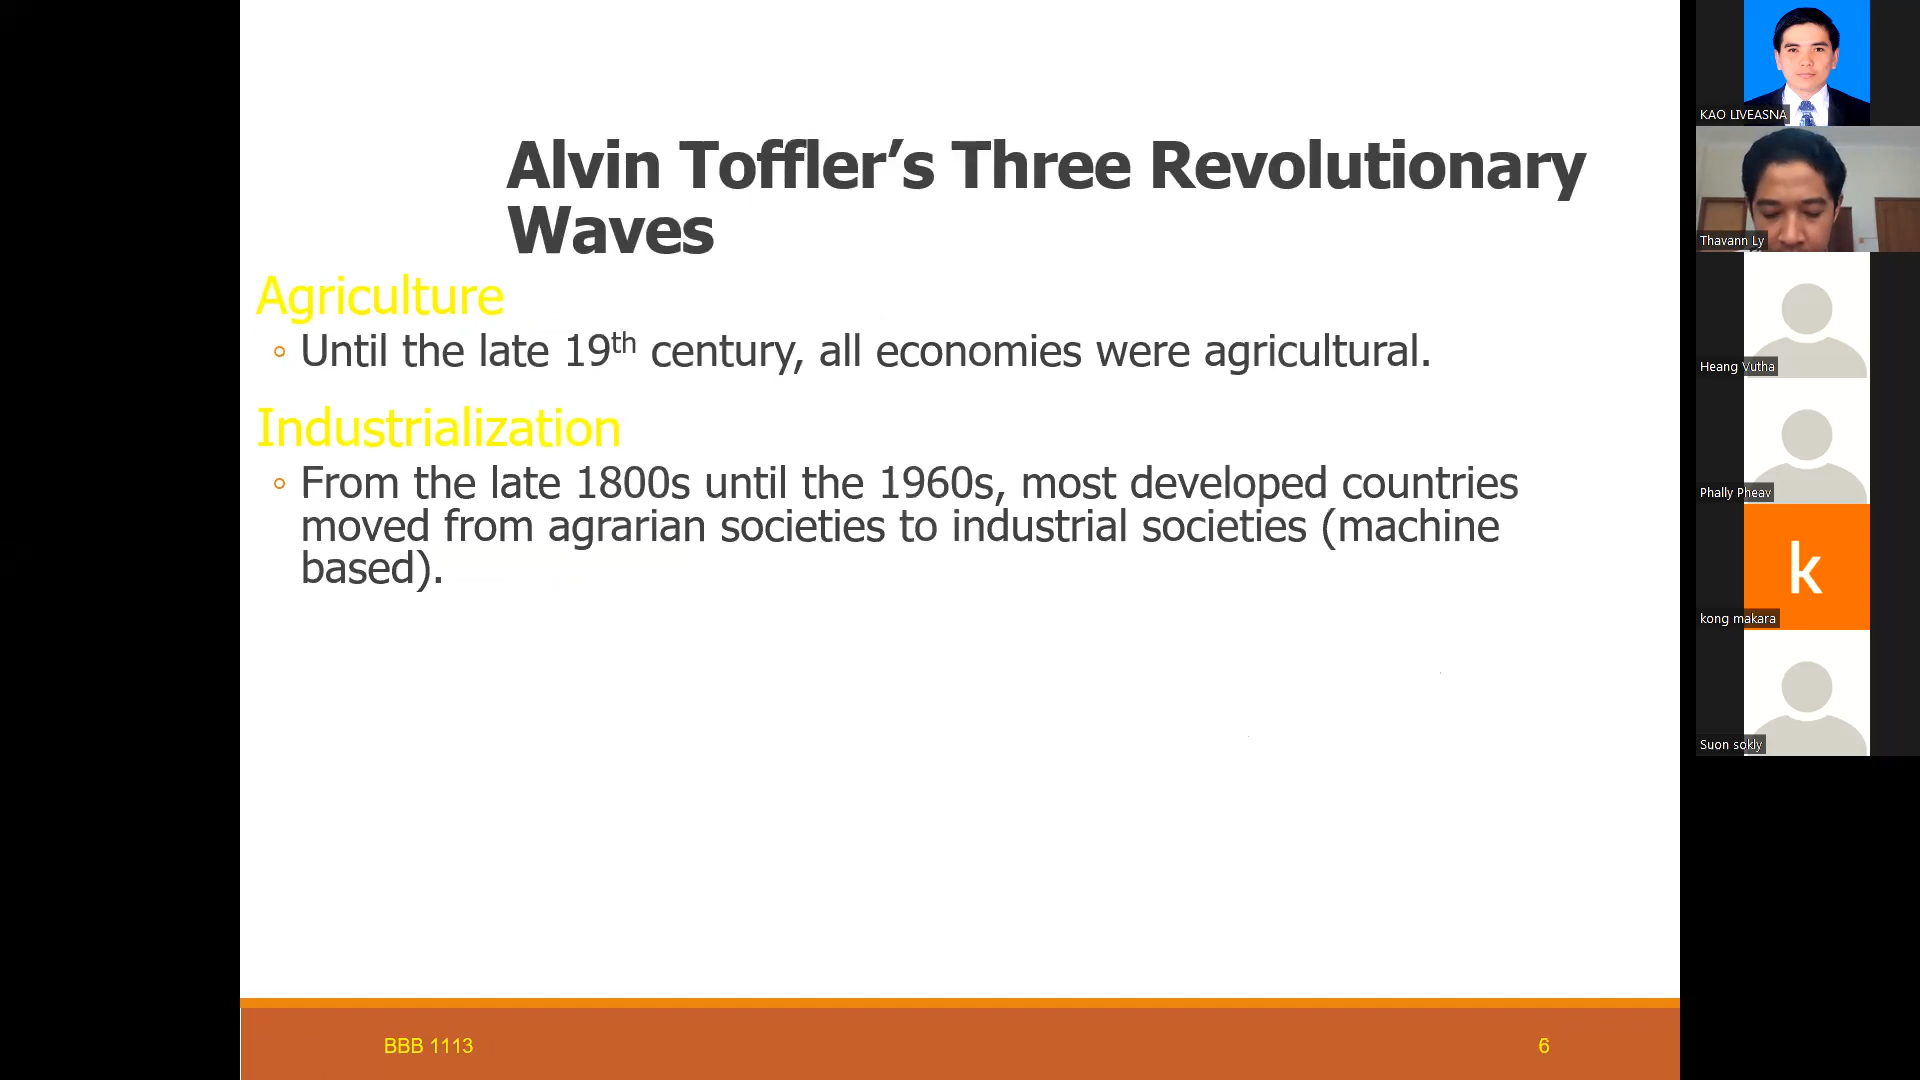 Alvin Toffler’s Three Revolutionary
Waves
Agriculture
◦ Until the late 19th century, all economies were agricultural.
Industrialization
◦ From the late 1800s until the 1960s, most developed countries
moved from agrarian societies to industrial societies (machine
based).
BBB 1113
6
KAO LIVEASNA
Thavann Ly
Heang Vutha
Phally Pheav
k
kong makara
Suon sokly